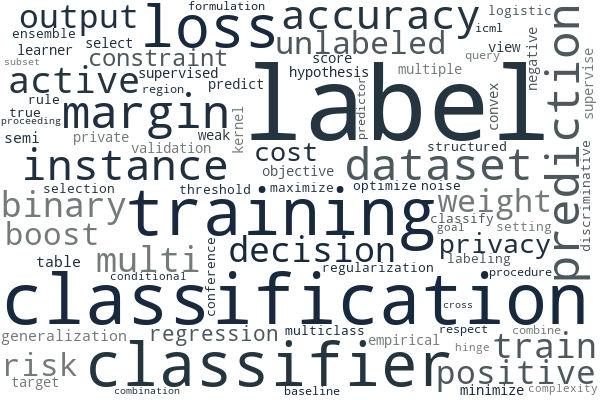 formulation
logistic
output
loss
accuracy
prediction
ensemble
icml
learner
select
unlabeled
view
negative
supervise
subset
constraint
score
query
active
supervised
hypothesis
multiple
region
predict
label
predictor
convex
rule
true
margin
proceeding
kernel
semi
private
weak
validation
cost
structured
instance
objective
dataset
discriminative
selection
threshold
maximize
optimize
noise
binary
training
weight
classify
goal
setting
boost
conference
decision
privacy
multi
labeling
table
regularization
conditional
procedure
classification
cross
generalization
regression
multiclass
respect
combine
empirical
hinge
train
classifier
risk
positive
target
combination
baseline
minimize
complexity